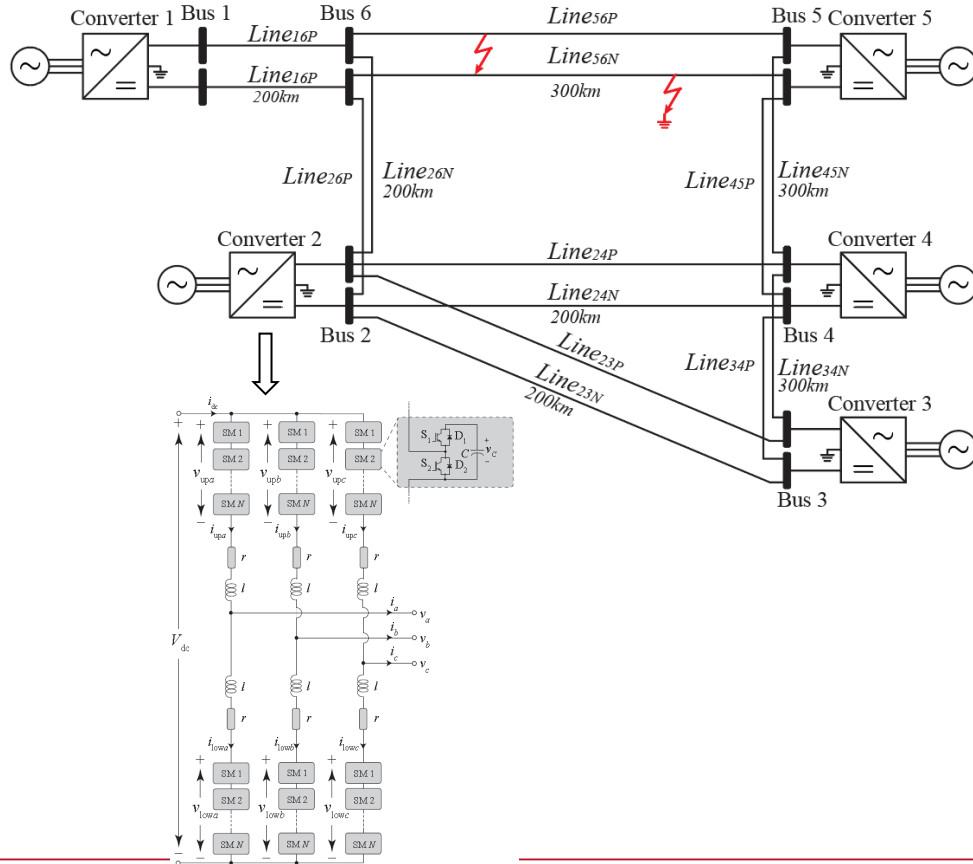 Converter 1
Bus 1
Bus 6
Line56P
Bus 5
Converter 5
Line16P
Line56N
Line16P
200km
300km
Line26P
Line26N
200km
Line45P
Line45N
300km
Converter 2
Line24P
Converter 4
Line24N
200km
Bus 2
Bus 4
Line23P
Line23N
200km
Line34P
Line34N
300km
Converter 3
Bus 3
idc
SM 1
SM 1
SM 1
SM 2
SM 2
SM 2
SM N
SM N
SM N
vupa
vupb
vupc
S1
D1
C
vC
S2
D2
iupa
iupb
iupc
r
r
r
l
l
l
ia
va
ib
vb
ic
vc
Vdc
l
l
l
r
r
r
ilowa
ilowb
ilowc
SM 1
SM 1
SM 1
SM 2
SM 2
SM 2
vlowa
vlowb
vlowc
SM N
SM N
SM N